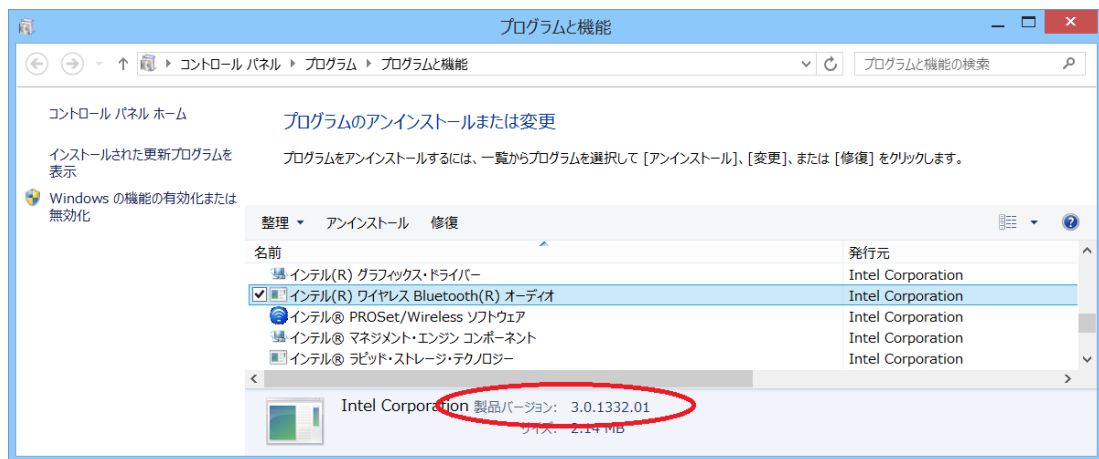 プログラムと機能
コントロール パネル ▸ プログラム ▸ プログラムと機能
プログラムと機能の検索
コントロール パネル ホーム
インストールされた更新プログラムを
表示
Windows の機能の有効化または
無効化
プログラムのアンインストールまたは変更
プログラムをアンインストールするには、一覧からプログラムを選択して [アンインストール]、[変更]、または [修復] をクリックします。
整理 アンインストール 修復
名前 発行元
インテル(R) グラフィックス・ドライバー Intel Corporation
インテル(R) ワイヤレス Bluetooth(R) オーディオ Intel Corporation
インテル® PROSet/Wireless ソフトウェア Intel Corporation
インテル® マネジメント・エンジン コンポーネント Intel Corporation
インテル® ラピッド・ストレージ・テクノロジー Intel Corporation
Intel Corporation 製品バージョン: 3.0.1332.01
サイズ: 2.14 MB